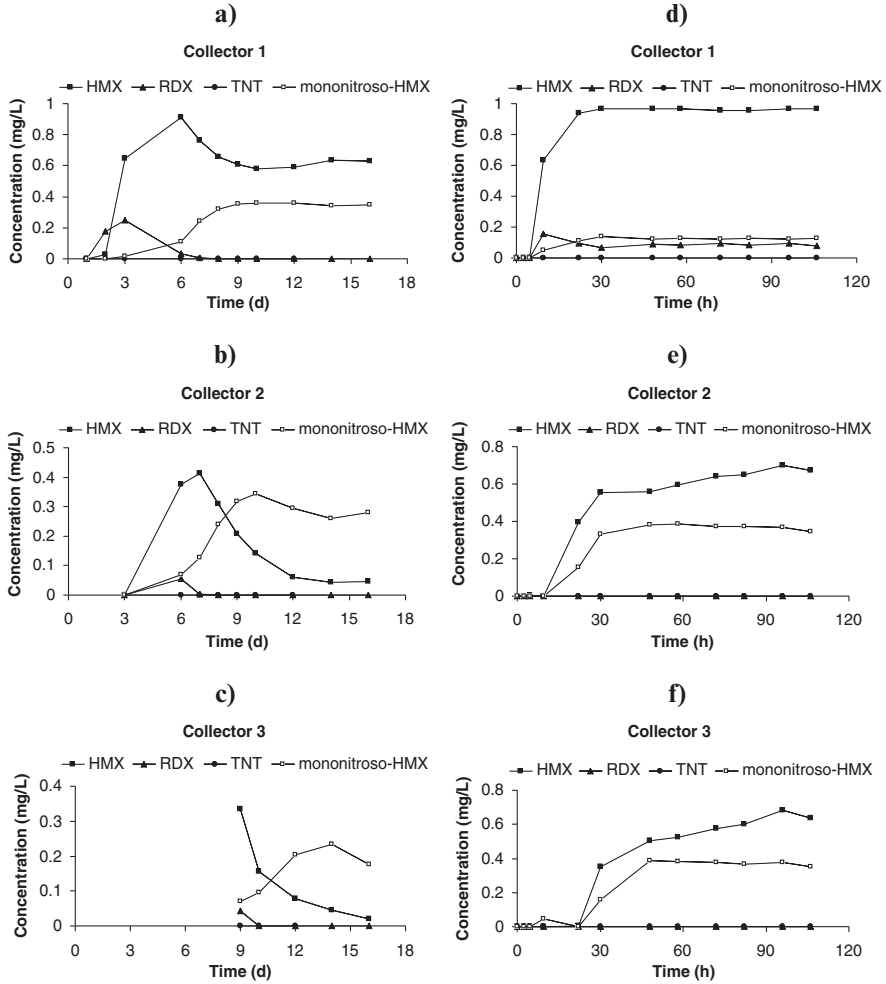 a)
Collector 1
HMX RDX TNT mononitroso-HMX
Concentration (mg/L)
1
0.8
0.6
0.4
0.2
0
0 3 6 9 12 15 18
Time (d)
b)
Collector 2
HMX RDX TNT mononitroso-HMX
Concentration (mg/L)
0.5
0.4
0.3
0.2
0.1
0
0 3 6 9 12 15 18
Time (d)
c)
Collector 3
HMX RDX TNT mononitroso-HMX
Concentration (mg/L)
0.4
0.3
0.2
0.1
0
0 3 6 9 12 15 18
Time (d)
d)
Collector 1
HMX RDX TNT mononitroso-HMX
Concentration (mg/L)
1
0.8
0.6
0.4
0.2
0
0 30 60 90 120
Time (h)
e)
Collector 2
HMX RDX TNT mononitroso-HMX
Concentration (mg/L)
0.8
0.6
0.4
0.2
0
0 30 60 90 120
Time (h)
f)
Collector 3
HMX RDX TNT mononitroso-HMX
Concentration (mg/L)
0.8
0.6
0.4
0.2
0
0 30 60 90 120
Time (h)